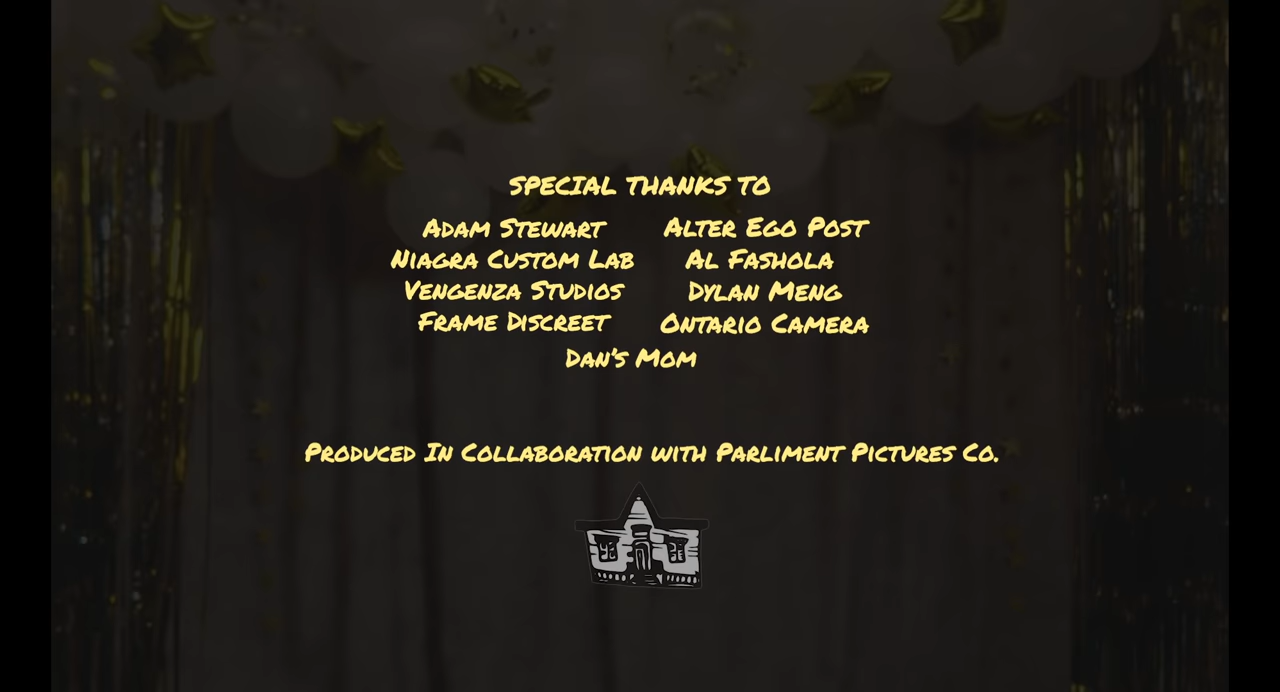 SPECIAL THANKS TO
ADAM STEWART ALTER EGO POST
NIAGRA CUSTOM LAB AL FASHOLA
VENGENZA STUDIOS DYLAN MENG
FRAME DISCREET ONTARIO CAMERA
DAN'S MOM
PRODUCED IN COLLABORATION WITH PARLIMENT PICTURES CO.